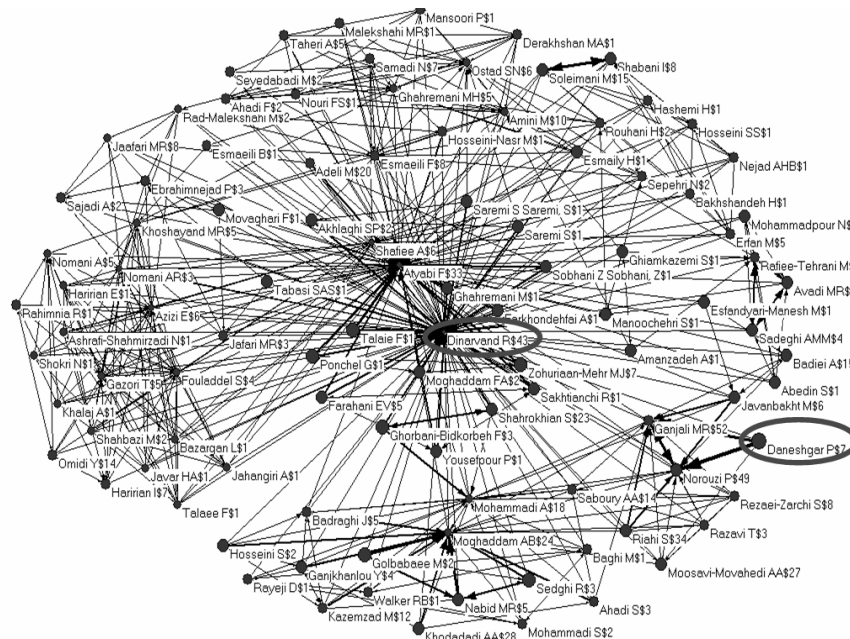 Mansoori P$1
Malekshahi MR$1
Taheri A$5
Derakhshan MA$1
Samadi N$7
Ostad SN$6
Shabani I$8
Seyedabadi M$2
Soleimani M$15
Ghahremani MH$5
Nouri FS$1
Ahadi F$2
Hashemi H$1
Rad-Malekshahi M$2
Amini M$10
Rouhani H$2
Hosseini SS$1
Hosseini-Nasr M$1
Jaafari MR$8
Esmaeili B$1
Esmaeili F$8
Esmaily H$1
Nejad AHB$1
Adeli M$20
Sepehri N$2
Ebrahimnejad P$3
Bakhshandeh H$1
Sajadi A$2
Saremi S Saremi, S$1
Movaghari F$1
Akhlaghi SP$2
Mohammadpour N$
Khoshayand MR$5
Saremi S$1
Erfan M$5
Shafiee A$6
Ghiamkazemi S$1
Rafiee-Tehrani M$
Nomani A$5
Atyabi F$33
Sobhani Z Sobhani, Z$1
Nomani AR$3
Avadi MR$
Haririan E$1
Tabasi SAS$1
Ghahremani M$1
Rahimnia R$1
Azizi E$6
Farkhondehfai A$1
Manoochehri S$1
Esfandyari-Manesh M$1
Ashrafi-Shahmirzadi N$1
Jafari MR$3
Talaie F$1
Dinarvand R$43
Sadeghi AMM$4
Shokri N$1
Ponchel G$1
Amanzadeh A$1
Badiei A$15
Gazori T$5
Fouladdel S$4
Moghaddam FA$2
Zohuriaan-Mehr MJ$7
Abedin S$1
Sakhtianchi R$1
Khalaj A$1
Farahani EV$5
Javanbakht M$6
Shahrokhian S$23
Shahbazi M$2
Ghorbani-Bidkorbeh F$3
Ganjali MR$52
Bazargan L$1
Daneshgar P$7
Omidi Y$14
Yousefpour P$1
Javar HA$1
Jahangiri A$1
Norouzi P$49
Haririan I$7
Saboury AA$14
Rezaei-Zarchi S$8
Talaee F$1
Mohammadi A$18
Badraghi J$5
Razavi T$3
Riahi S$34
Moghaddam AB$24
Hosseini S$2
Golbabaee M$2
Baghi M$1
Moosavi-Movahedi AA$27
Ganjkhanlou Y$4
Sedghi R$3
Rayeji D$1
Walker RB$1
Nabid MR$5
Kazemzad M$12
Ahadi S$3
Mohammadi S$2
Khodadadi AA$28